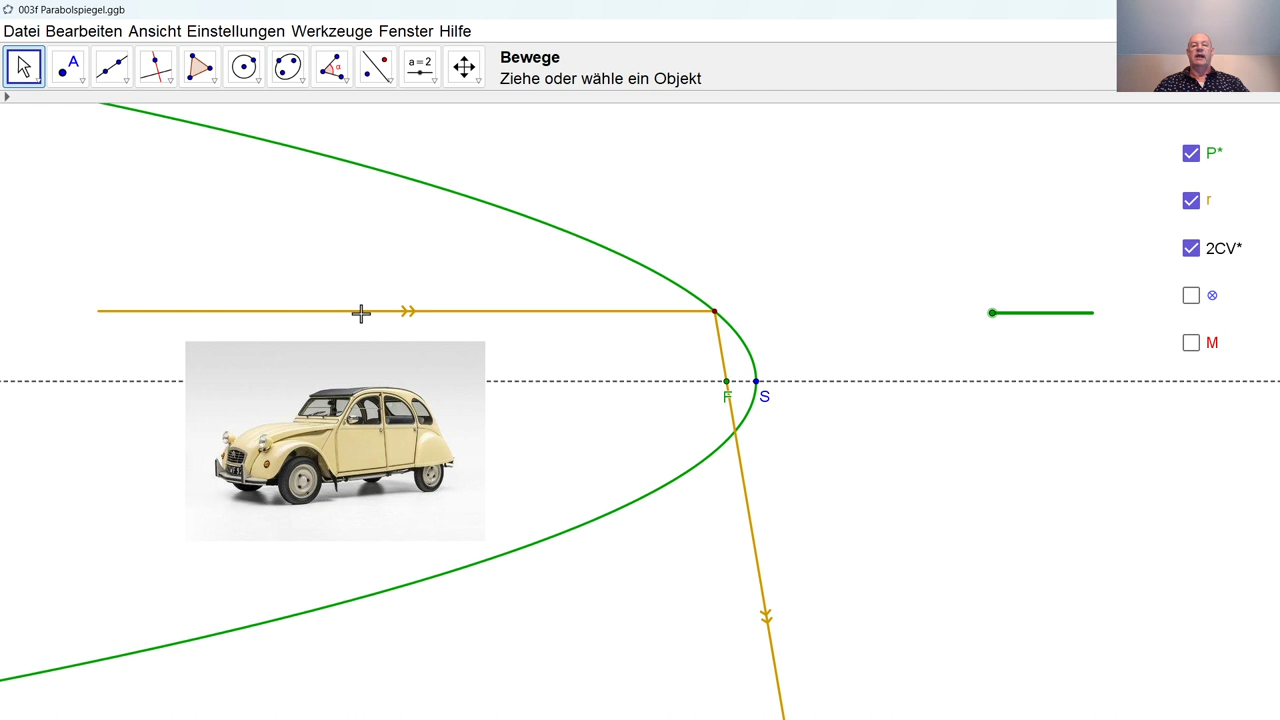 003f Parabolspiegel.ggb
Datei Bearbeiten Ansicht Einstellungen Werkzeuge Fenster Hilfe
A
α
a = 2
Bewege
Ziehe oder wähle ein Objekt
P*
r
2CV*
⊗
M
F
S